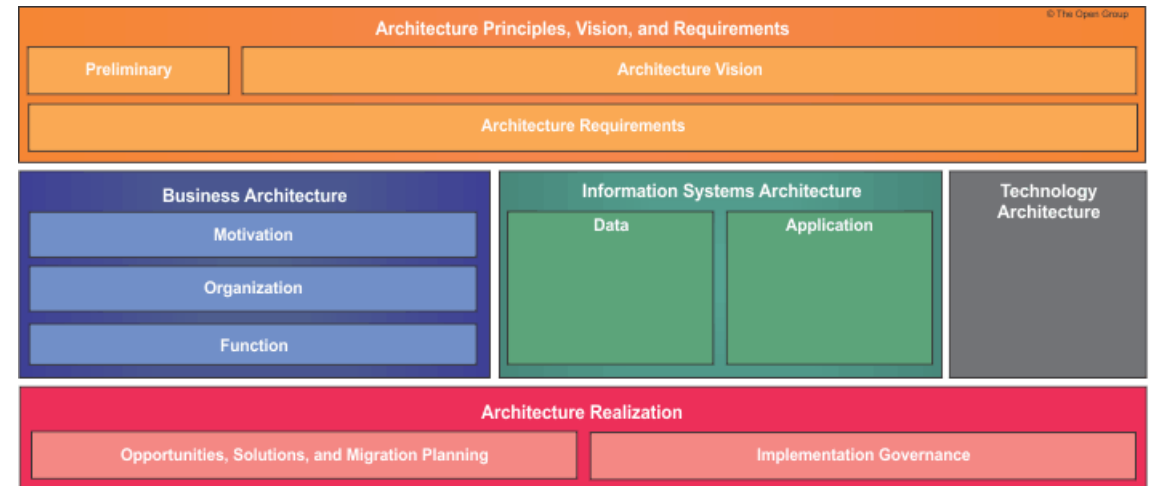 © The Open Group
Architecture Principles, Vision, and Requirements
Preliminary
Architecture Vision
Architecture Requirements
Business Architecture
Motivation
Organization
Function
Information Systems Architecture
Data
Application
Technology
Architecture
Architecture Realization
Opportunities, Solutions, and Migration Planning
Implementation Governance